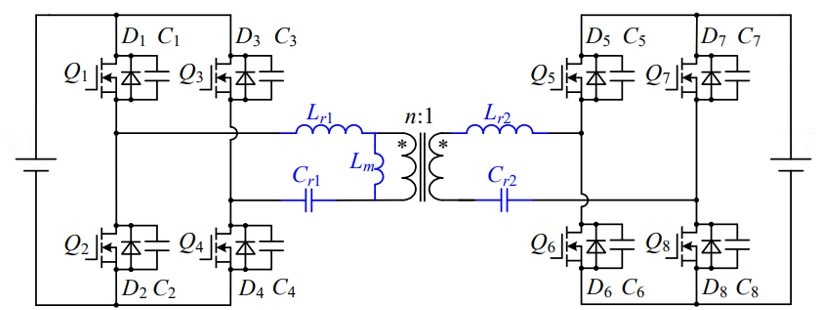 D1 C1 D3 C3 D5 C5 D7 C7
Q1 Q3 Q5 Q7
Lr1 n:1 Lr2
* *
Lm
Cr1 Cr2
Q2 Q4 Q6 Q8
D2 C2 D4 C4 D6 C6 D8 C8